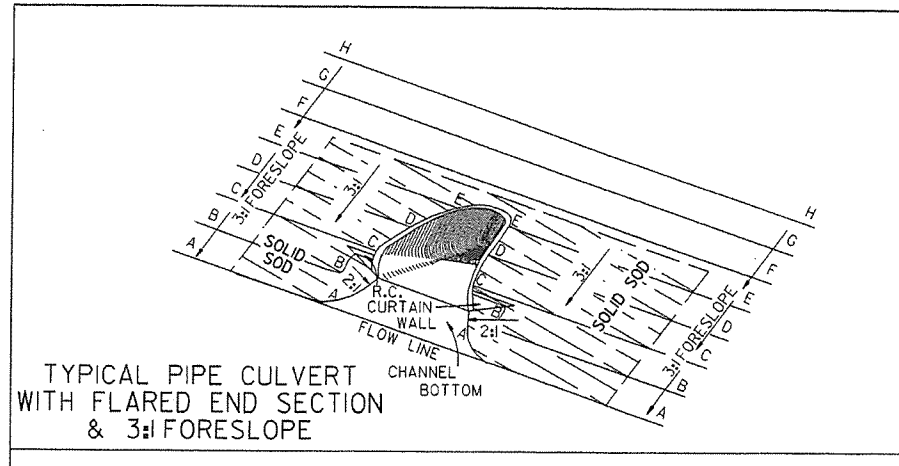 H
G
F
E
D
C
B
A
3:1 FORESLOPE
3:1
E
E
D
D
C
C
B
B
A
A
SOLID
SOD
2:1
R.C.
CURTAIN
WALL
2:1
FLOW LINE
CHANNEL
BOTTOM
3:1
SOLID SOD
3:1 FORESLOPE
H
G
F
E
D
C
B
A
TYPICAL PIPE CULVERT
WITH FLARED END SECTION
& 3:1 FORESLOPE